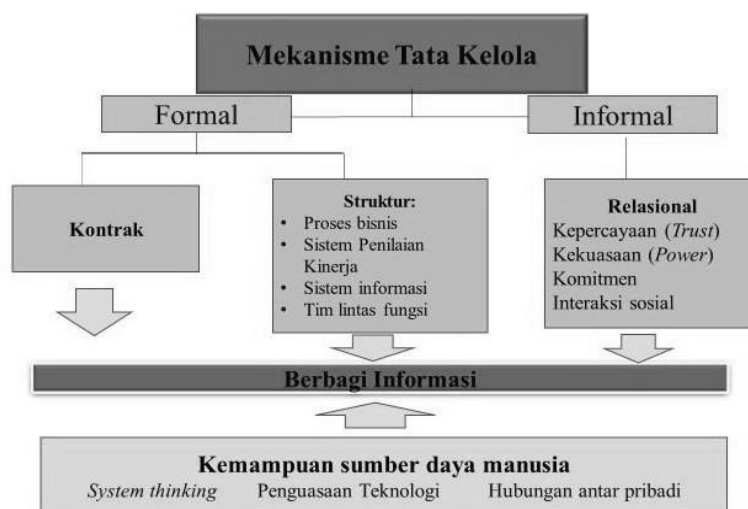 Mekanisme Tata Kelola
Formal
Informal
Kontrak
Struktur:
• Proses bisnis
• Sistem Penilaian
Kinerja
• Sistem informasi
• Tim lintas fungsi
Relasional
Kepercayaan (Trust)
Kekuasaan (Power)
Komitmen
Interaksi sosial
Berbagi Informasi
Kemampuan sumber daya manusia
System thinking Penguasaan Teknologi Hubungan antar pribadi